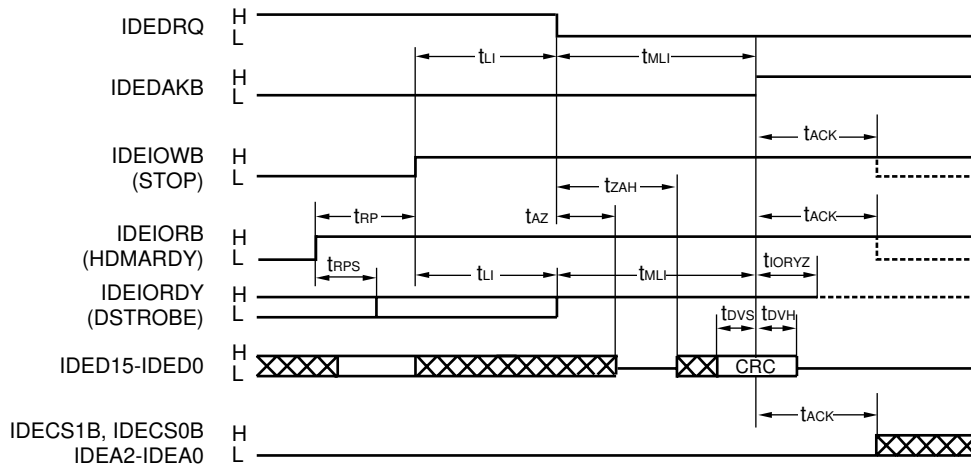 IDEDRQ
H
L
tLI
tMLI
IDEDAKB
H
L
tACK
IDEIOWB
(STOP)
H
L
tZAH
tRP
tAZ
tACK
IDEIORB
(HDMARDY)
H
L
tRPS
tLI
tMLI
tIORYZ
IDEIORDY
(DSTROBE)
H
L
tDVS
tDVH
IDED15-IDED0
H
L
CRC
tACK
IDECS1B, IDECS0B
IDEA2-IDEA0
H
L